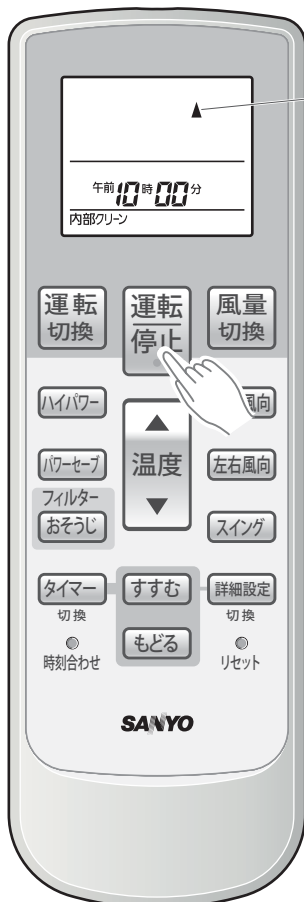 午前10時00分
内部クリーン
運転切換
運転停止
風量切換
ハイパワー
風向
パワーセーブ
温度
左右風向
フィルター
おそうじ
スイング
タイマー
すすむ
詳細設定
切換
切換
もどる
時刻合わせ
リセット
SANYO